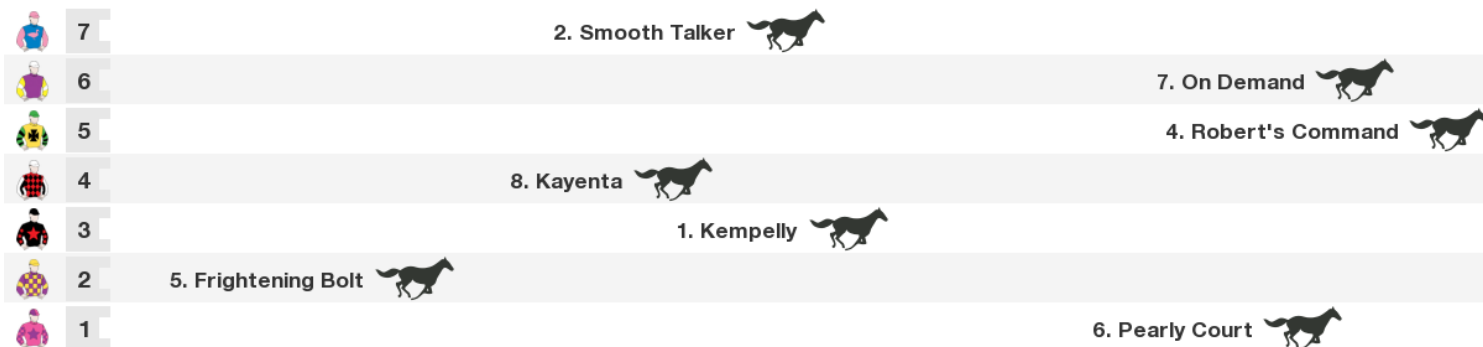 7 2. Smooth Talker
6 7. On Demand
5 4. Robert's Command
4 8. Kayenta
3 1. Kempelly
2 5. Frightening Bolt
1 6. Pearly Court